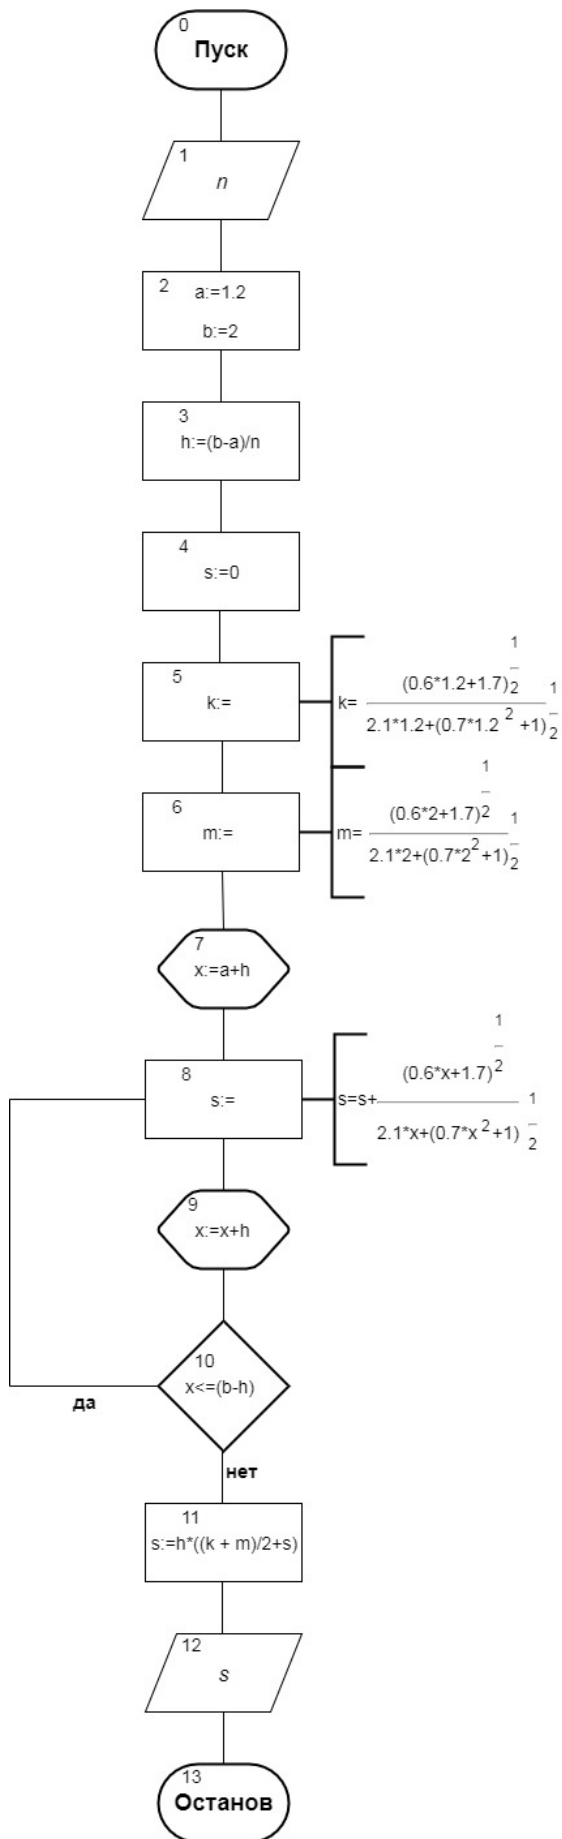 0
Пуск
1
n
2
a:=1.2
b:=2
3
h:=(b-a)/n
4
s:=0
5
k:=
k=
(0.6*1.2+1.7)
1
2
2.1*1.2+(0.7*1.2 2 +1)
1
2
6
m:=
m=
(0.6*2+1.7)
1
2
2.1*2+(0.7*2 2 +1)
1
2
7
x:=a+h
8
s:=
s=s+
(0.6*x+1.7)
1
2
2.1*x+(0.7*x 2 +1)
1
2
9
x:=x+h
10
x<=(b-h)
да
нет
11
s:=h*((k + m)/2+s)
12
s
13
Останов